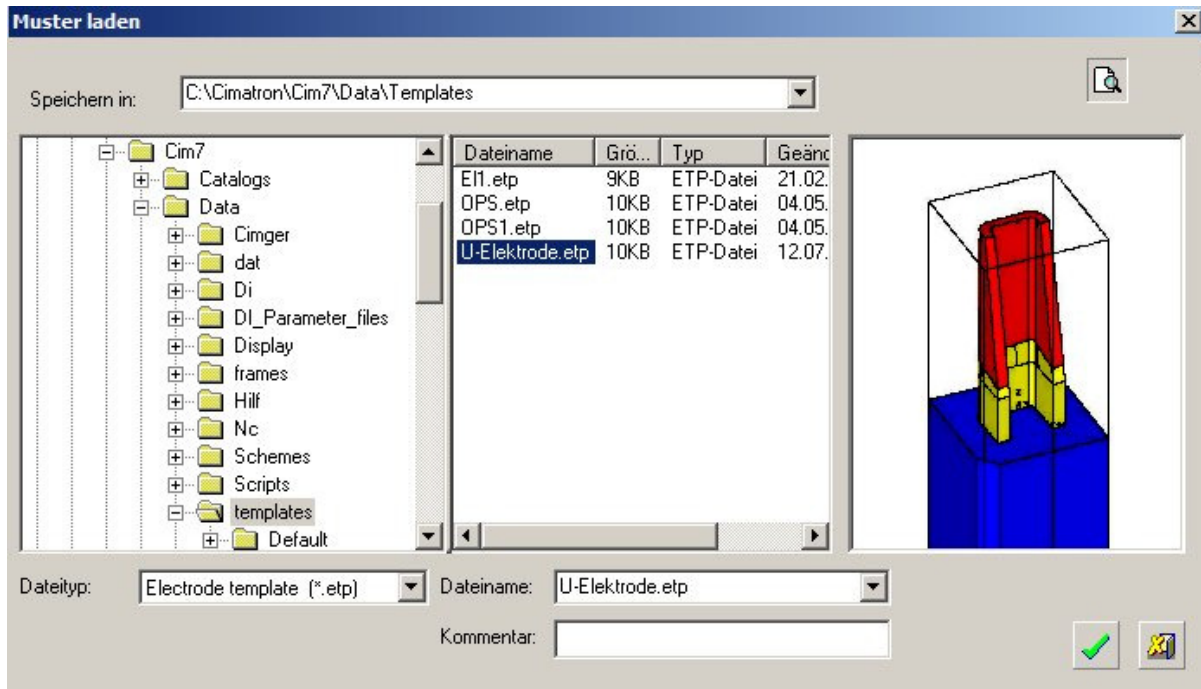 Muster laden
Speichern in: C:\Cimatron\Cim7\Data\Templates
Cim7
Catalogs
Data
Cimger
dat
Di
DI_Parameter_files
Display
frames
Hilf
Nc
Schemes
Scripts
templates
Default
Dateiname Grö... Typ Geänd
El1.etp 9KB ETP-Datei 21.02.
OPS.etp 10KB ETP-Datei 04.05.
OPS1.etp 10KB ETP-Datei 04.05.
U-Elektrode.etp 10KB ETP-Datei 12.07.
Dateityp: Electrode template (*.etp) Dateiname: U-Elektrode.etp
Kommentar: